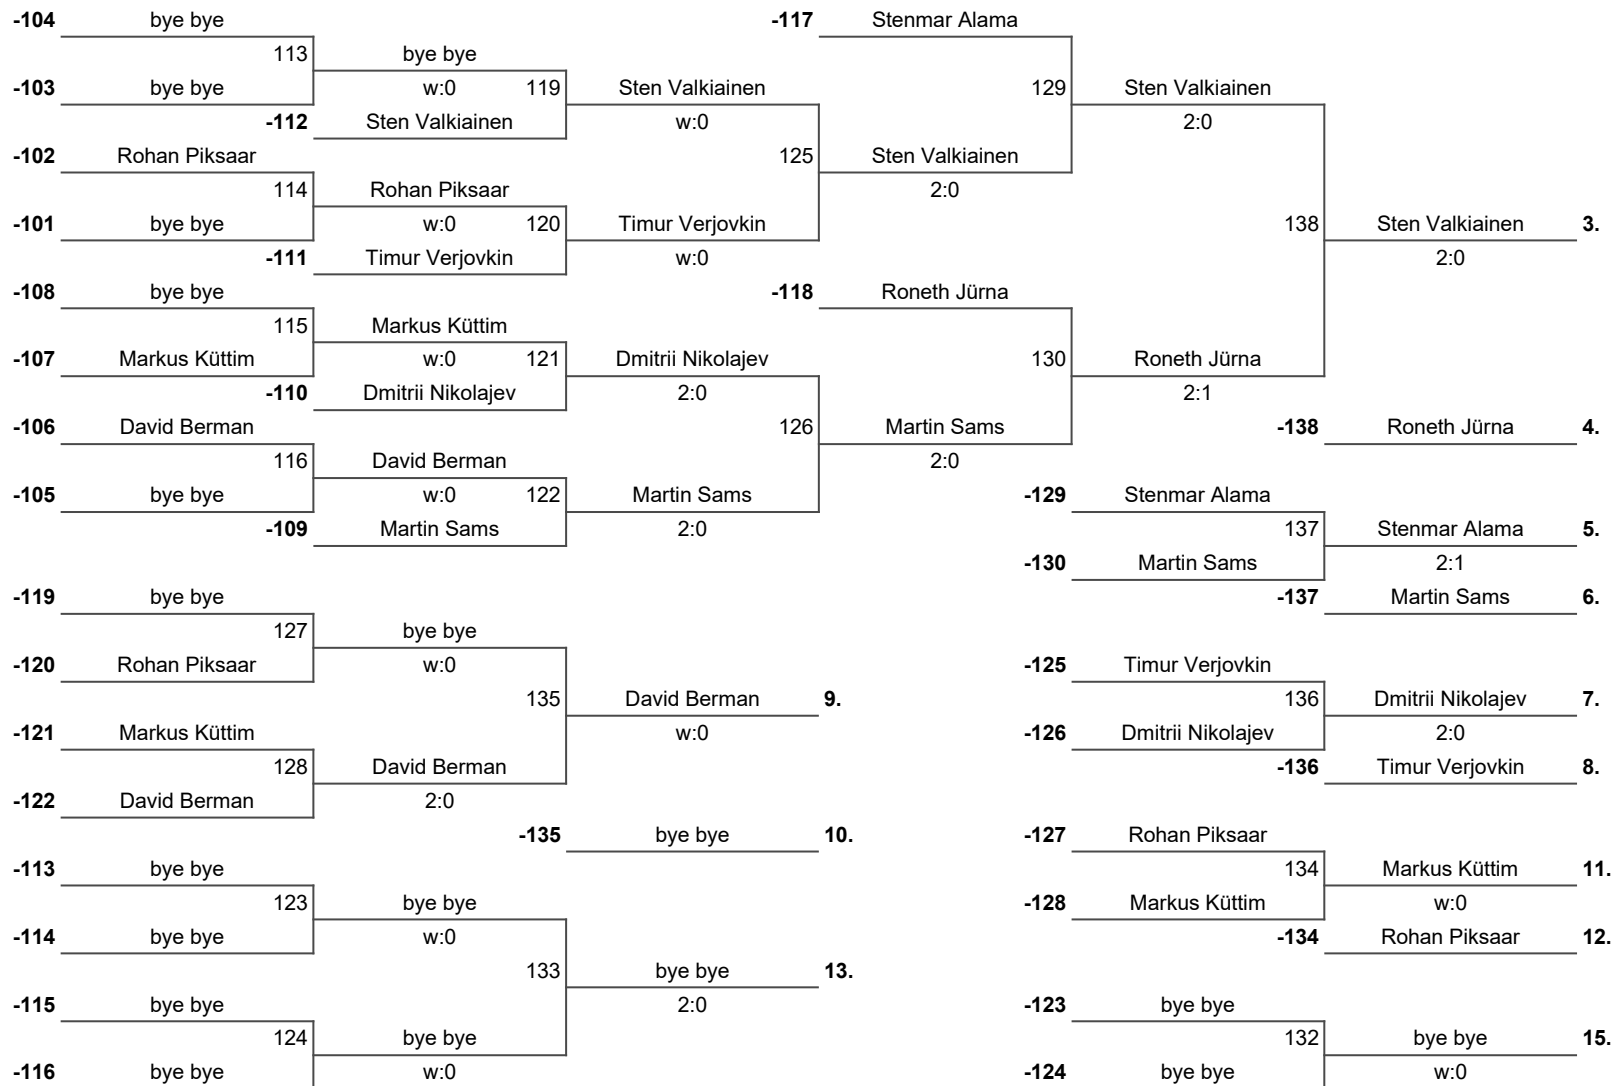 -104 bye bye -117 Stenmar Alama
113 bye bye
-103 bye bye w:0 119 Sten Valkiainen 129 Sten Valkiainen
-112 Sten Valkiainen w:0 2:0
-102 Rohan Piksaar 125 Sten Valkiainen
114 Rohan Piksaar 2:0
-101 bye bye w:0 120 Timur Verjovkin 138 Sten Valkiainen 3.
-111 Timur Verjovkin w:0 2:0
-108 bye bye -118 Roneth Jürna
115 Markus Küttim
-107 Markus Küttim w:0 121 Dmitrii Nikolajev 130 Roneth Jürna
-110 Dmitrii Nikolajev 2:0 2:1
-106 David Berman 126 Martin Sams -138 Roneth Jürna 4.
116 David Berman 2:0
-105 bye bye w:0 122 Martin Sams -129 Stenmar Alama
-109 Martin Sams 2:0 137 Stenmar Alama 5.
-130 Martin Sams 2:1
-119 bye bye -137 Martin Sams 6.
127 bye bye
-120 Rohan Piksaar w:0 -125 Timur Verjovkin
135 David Berman 9. 136 Dmitrii Nikolajev 7.
-121 Markus Küttim w:0 -126 Dmitrii Nikolajev 2:0
128 David Berman -136 Timur Verjovkin 8.
-122 David Berman 2:0
-135 bye bye 10. -127 Rohan Piksaar
-113 bye bye 134 Markus Küttim 11.
123 bye bye -128 Markus Küttim w:0
-114 bye bye w:0 -134 Rohan Piksaar 12.
133 bye bye 13.
-115 bye bye 2:0 -123 bye bye
124 bye bye 132 bye bye 15.
-116 bye bye w:0 -124 bye bye w:0